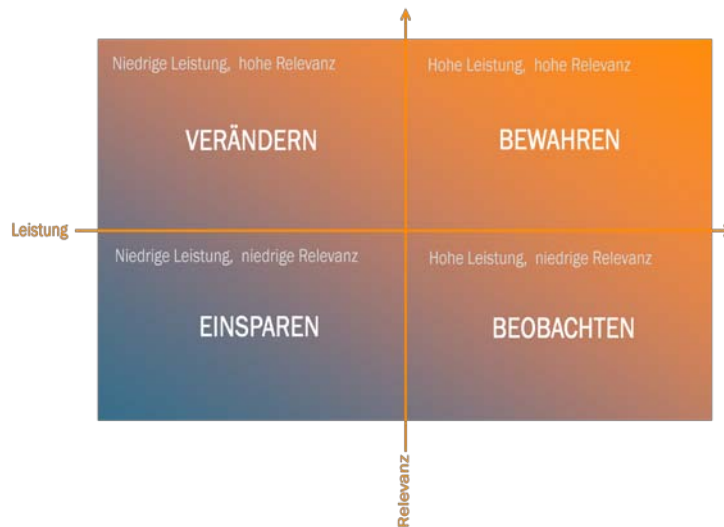 Niedrige Leistung, hohe Relevanz
Hohe Leistung, hohe Relevanz
VERÄNDERN
BEWAHREN
Leistung
Niedrige Leistung, niedrige Relevanz
Hohe Leistung, niedrige Relevanz
EINSPAREN
BEOBACHTEN
Relevanz